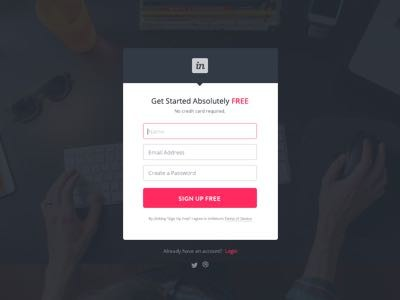 in
Get Started Absolutely FREE
No credit card required.
Name
Email Address
Create a Password
SIGN UP FREE
By clicking "Sign Up Free" I agree to InVision's Terms of Service
Already have an account? Login